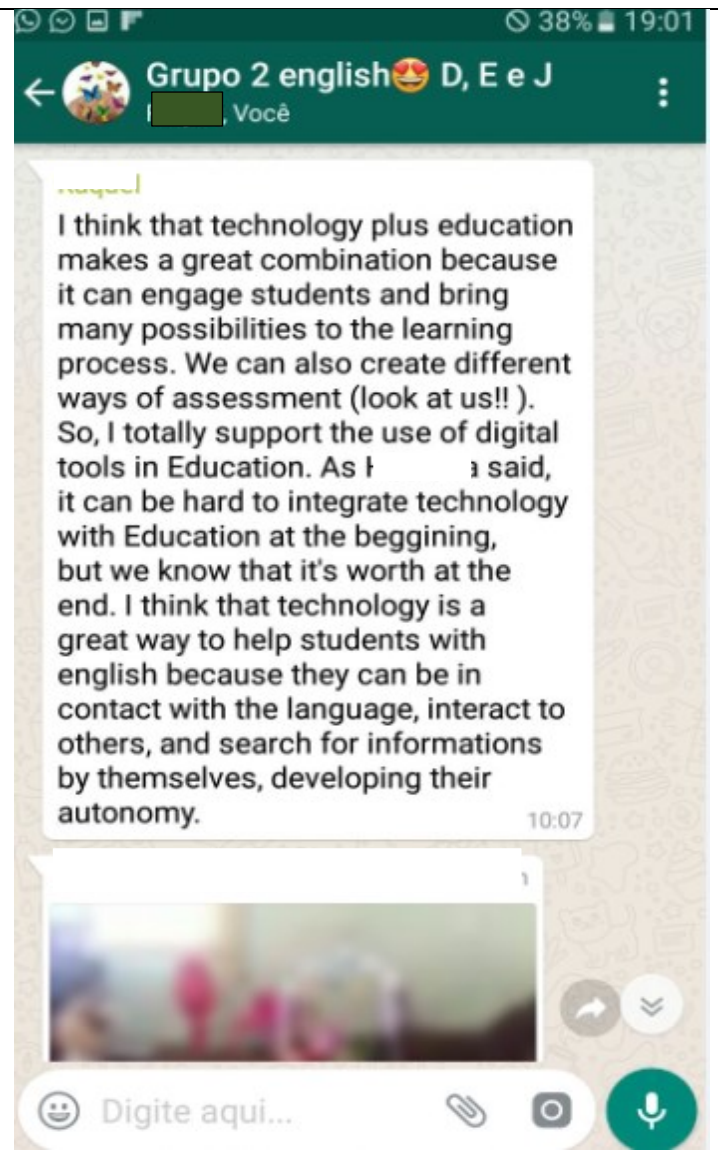 38% 19:01
Grupo 2 english😍 D, E e J
, Você
I think that technology plus education
makes a great combination because
it can engage students and bring
many possibilities to the learning
process. We can also create different
ways of assessment (look at us!! ).
So, I totally support the use of digital
tools in Education. As said,
it can be hard to integrate technology
with Education at the beggining,
but we know that it's worth at the
end. I think that technology is a
great way to help students with
english because they can be in
contact with the language, interact to
others, and search for informations
by themselves, developing their
autonomy.
10:07
Digite aqui...